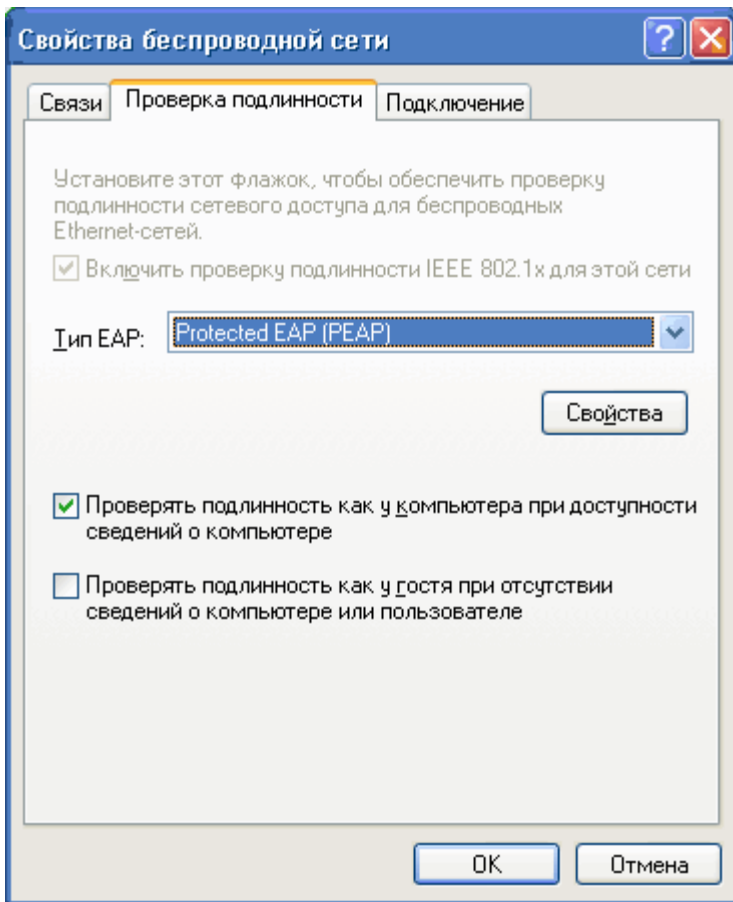 Свойства беспроводной сети
Связи
Проверка подлинности
Подключение
Установите этот флажок, чтобы обеспечить проверку
подлинности сетевого доступа для беспроводных
Ethernet-сетей.
Включить проверку подлинности IEEE 802.1x для этой сети
Тип EAP:
Protected EAP (PEAP)
Свойства
Проверять подлинность как у компьютера при доступности
сведений о компьютере
Проверять подлинность как у гостя при отсутствии
сведений о компьютере или пользователе
OK
Отмена